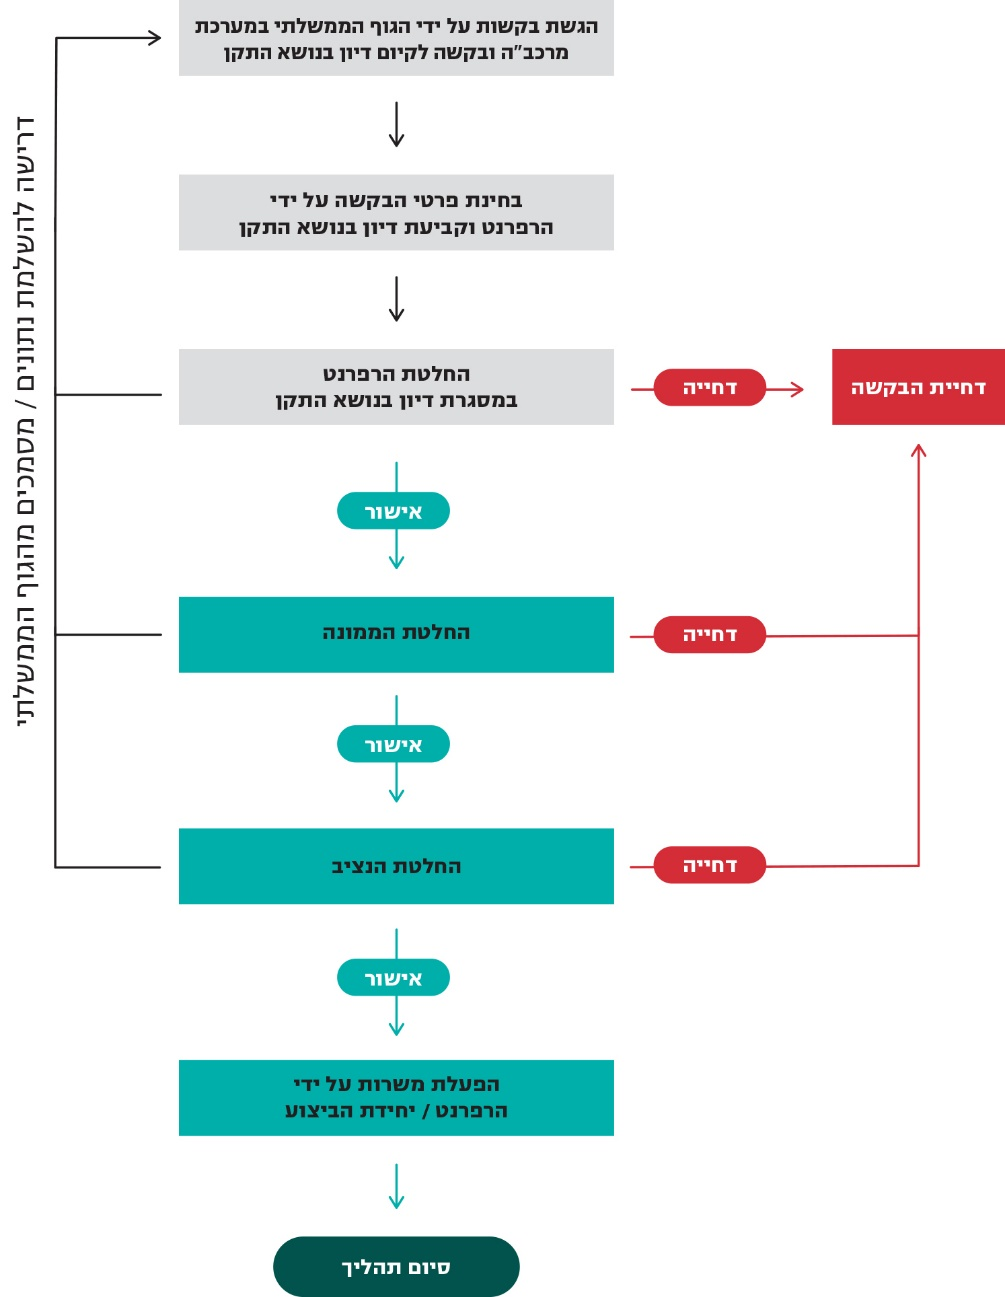 הגשת בקשות על ידי הגוף הממשלתי במערכת
מרכב"ה ובקשה לקיום דיון בנושא התקן
בחינת פרטי הבקשה על ידי
הרפרנט וקביעת דיון בנושא התקן
החלטת הרפרנט
במסגרת דיון בנושא התקן
דחייה
דחיית הבקשה
אישור
החלטת הממונה
דחייה
אישור
החלטת הנציב
דחייה
אישור
הפעלת משרות על ידי
הרפרנט / יחידת הביצוע
סיום תהליך
דרישה להשלמת נתונים / מסמכים מהגוף הממשלתי